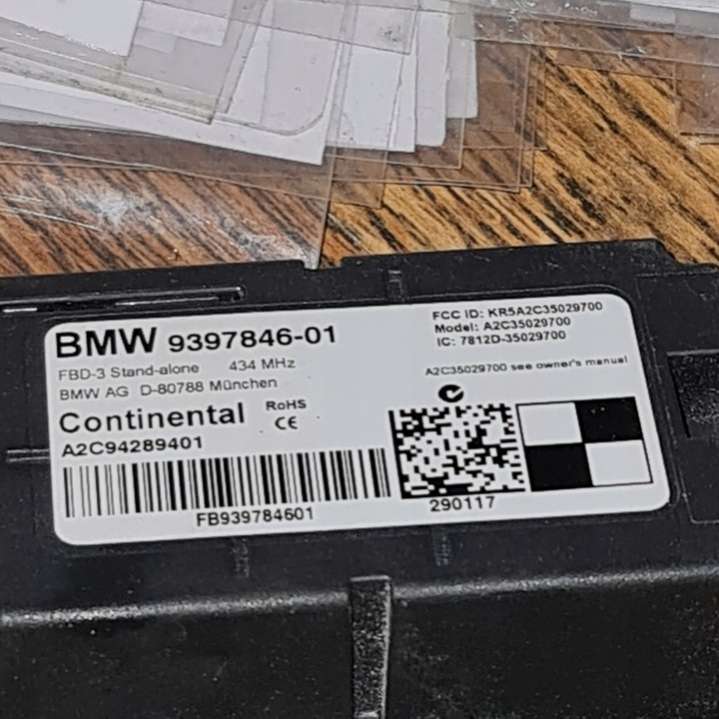 BMW 9397846-01
FBD-3 Stand-alone 434 MHz
BMW AG D-80788 München
Continental RoHS
CE
A2C94289401
FB939784601
FCC ID: KR5A2C35029700
Model: A2C35029700
IC: 7812D-35029700
A2C35029700 see owner's manual
290117